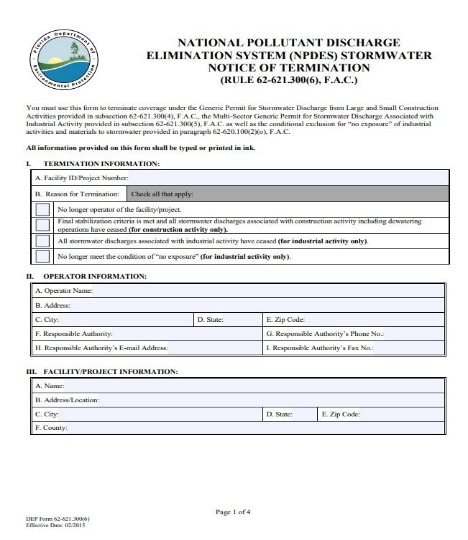 Florida Department of
Environmental Protection
NATIONAL POLLUTANT DISCHARGE
ELIMINATION SYSTEM (NPDES) STORMWATER
NOTICE OF TERMINATION
(RULE 62-621.300(6), F.A.C.)
You must use this form to terminate coverage under the Generic Permit for Stormwater Discharge from Large and Small Construction
Activities provided in subsection 62-621.300(4), F.A.C., the Multi-Sector Generic Permit for Stormwater Discharge Associated with
Industrial Activity provided in subsection 62-621.300(5), F.A.C. as well as the conditional exclusion for “no exposure” of industrial
activities and materials to stormwater provided in paragraph 62-620.100(2)(o), F.A.C.
All information provided on this form shall be typed or printed in ink.
I. TERMINATION INFORMATION:
A. Facility ID/Project Number:
B. Reason for Termination: Check all that apply:
No longer operator of the facility/project.
Final stabilization criteria is met and all stormwater discharges associated with construction activity including dewatering
operations have ceased (for construction activity only).
All stormwater discharges associated with industrial activity have ceased (for industrial activity only).
No longer meet the condition of “no exposure” (for industrial activity only).
II. OPERATOR INFORMATION:
A. Operator Name:
B. Address:
C. City: D. State: E. Zip Code:
F. Responsible Authority: G. Responsible Authority’s Phone No.:
H. Responsible Authority’s E-mail Address: I. Responsible Authority’s Fax No.:
III. FACILITY/PROJECT INFORMATION:
A. Name:
B. Address/Location:
C. City: D. State: E. Zip Code:
F. County:
Page 1 of 4
DEP Form 62-621.300(6)
Effective Date: 02/2015